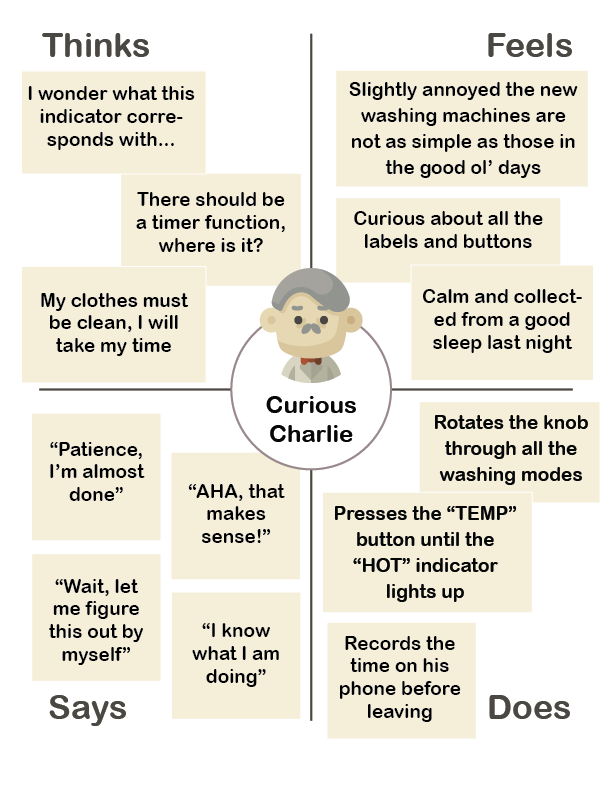 Thinks
I wonder what this
indicator corre-
sponds with...
There should be
a timer function,
where is it?
My clothes must
be clean, I will
take my time
Feels
Slightly annoyed the new
washing machines are
not as simple as those in
the good ol’ days
Curious about all the
labels and buttons
Calm and collect-
ed from a good
sleep last night
Curious
Charlie
“Patience,
I’m almost
done”
“AHA, that
makes
sense!”
“Wait, let
me figure
this out by
myself”
“I know
what I am
doing”
Says
Rotates the knob
through all the
washing modes
Presses the “TEMP”
button until the
“HOT” indicator
lights up
Records the
time on his
phone before
leaving
Does